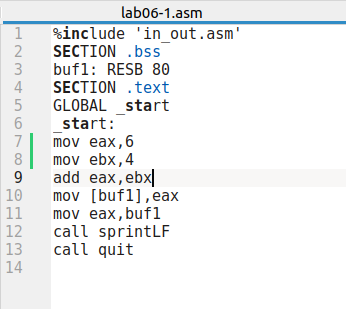 lab06-1.asm
1 %include 'in_out.asm'
2 SECTION .bss
3 buf1: RESB 80
4 SECTION .text
5 GLOBAL _start
6 _start:
7 mov eax,6
8 mov ebx,4
9 add eax,ebx
10 mov [buf1],eax
11 mov eax,buf1
12 call sprintLF
13 call quit
14